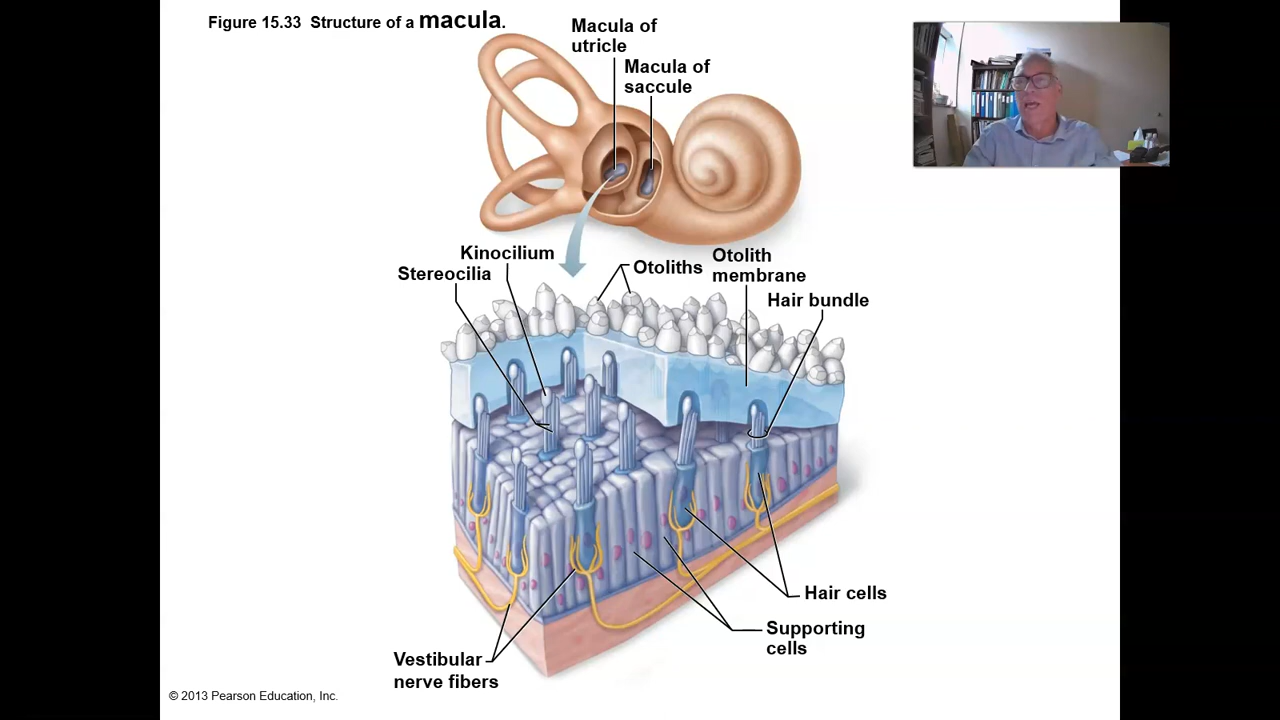 Figure 15.33 Structure of a macula.
Macula of
utricle
Macula of
saccule
Kinocilium
Stereocilia
Otoliths
Otolith
membrane
Hair bundle
Hair cells
Supporting
cells
Vestibular
nerve fibers
© 2013 Pearson Education, Inc.